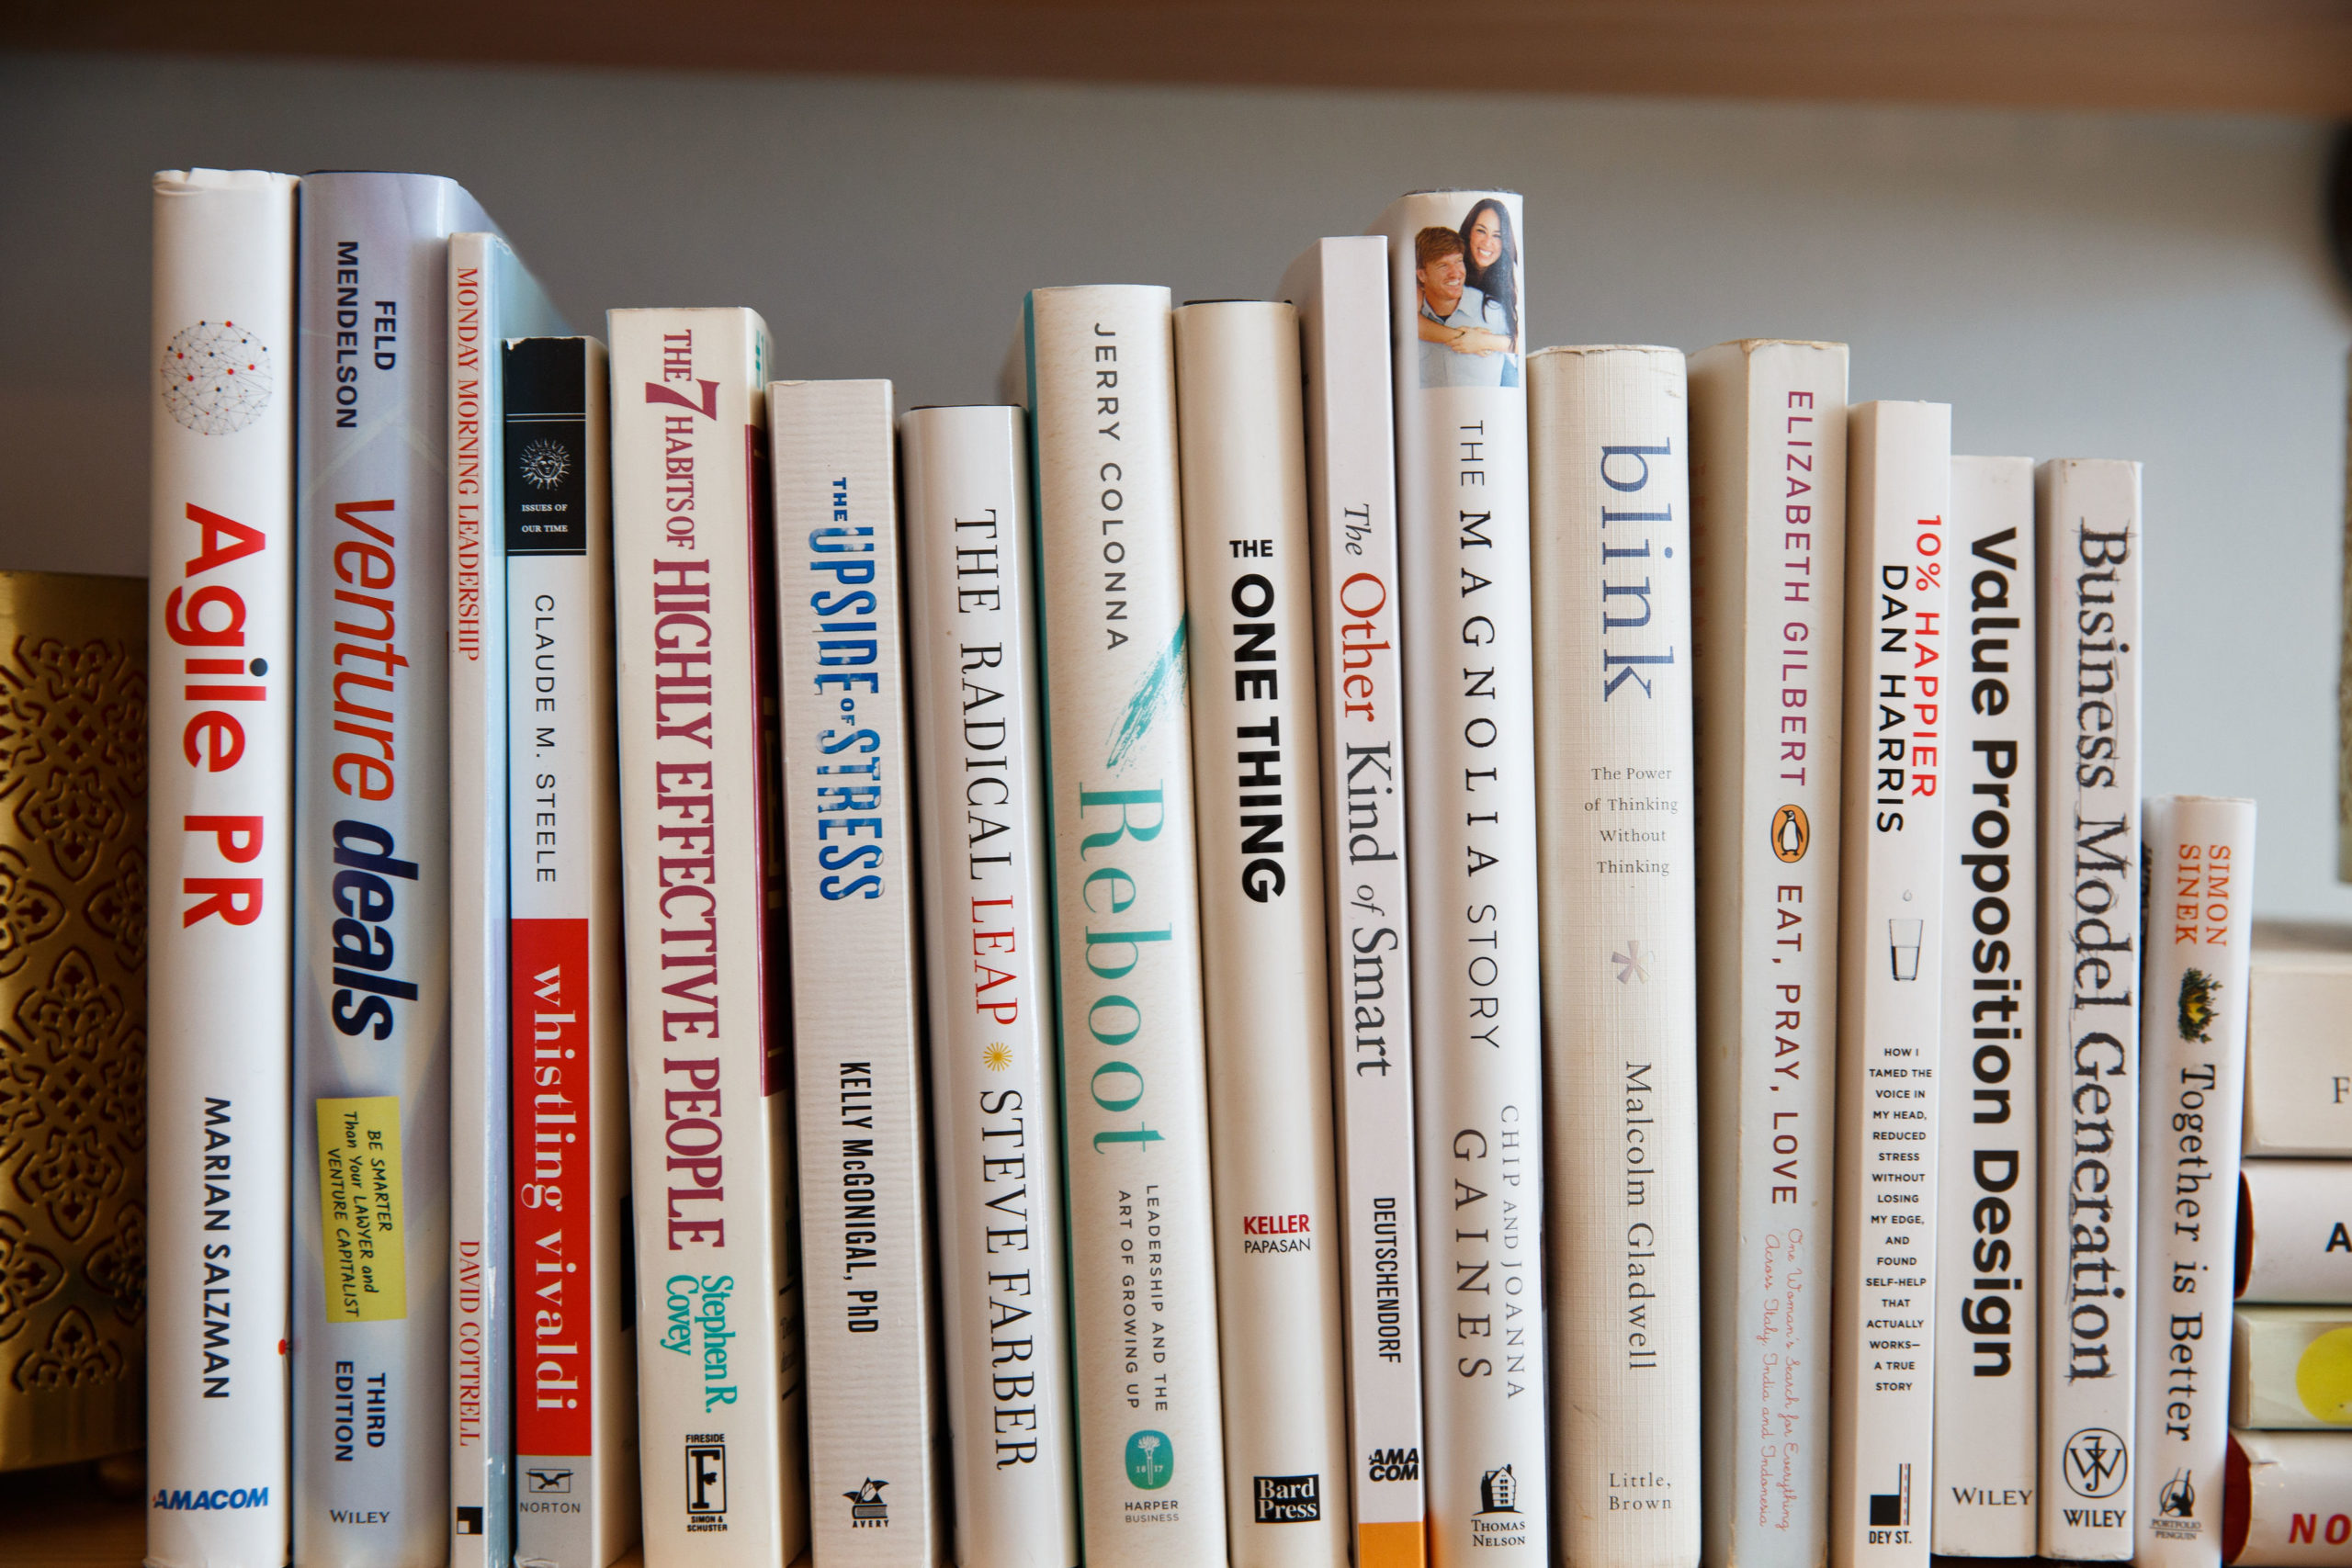 Agile PR
MARIAN SALZMAN
AMACOM
FELD
MENDELSON
venture deals
BE SMARTER
Than Your LAWYER and
VENTURE CAPITALIST
THIRD
EDITION
WILEY
MONDAY MORNING LEADERSHIP
DAVID COTTRELL
ISSUES OF
OUR TIME
CLAUDE M. STEELE
whistling vivaldi
NORTON
THE 7 HABITS OF HIGHLY EFFECTIVE PEOPLE
Stephen R.
Covey
FIRESIDE
F
SIMON &
SCHUSTER
THE UPSIDE OF STRESS
KELLY McGONIGAL, PhD
AVERY
THE RADICAL LEAP
STEVE FARBER
JERRY COLONNA
Reboot
LEADERSHIP AND THE
ART OF GROWING UP
1817
HARPER
BUSINESS
THE
ONE THING
KELLER
PAPASAN
Bard
Press
The Other Kind of Smart
DEUTSCHENDORF
AMA
COM
THE MAGNOLIA STORY
CHIP AND JOANNA
GAINES
THOMAS
NELSON
blink
The Power
of Thinking
Without
Thinking
*
Malcolm Gladwell
Little,
Brown
ELIZABETH GILBERT
EAT, PRAY, LOVE
One Woman's Search for Everything
Across Italy, India and Indonesia
10% HAPPIER
DAN HARRIS
HOW I
TAMED THE
VOICE IN
MY HEAD,
REDUCED
STRESS
WITHOUT
LOSING
MY EDGE,
AND
FOUND
SELF-HELP
THAT
ACTUALLY
WORKS—
A TRUE
STORY
DEY ST.
Value Proposition Design
WILEY
Business Model Generation
WILEY
SIMON
SINEK
Together is Better
PORTFOLIO
PENGUIN
F
A
NO